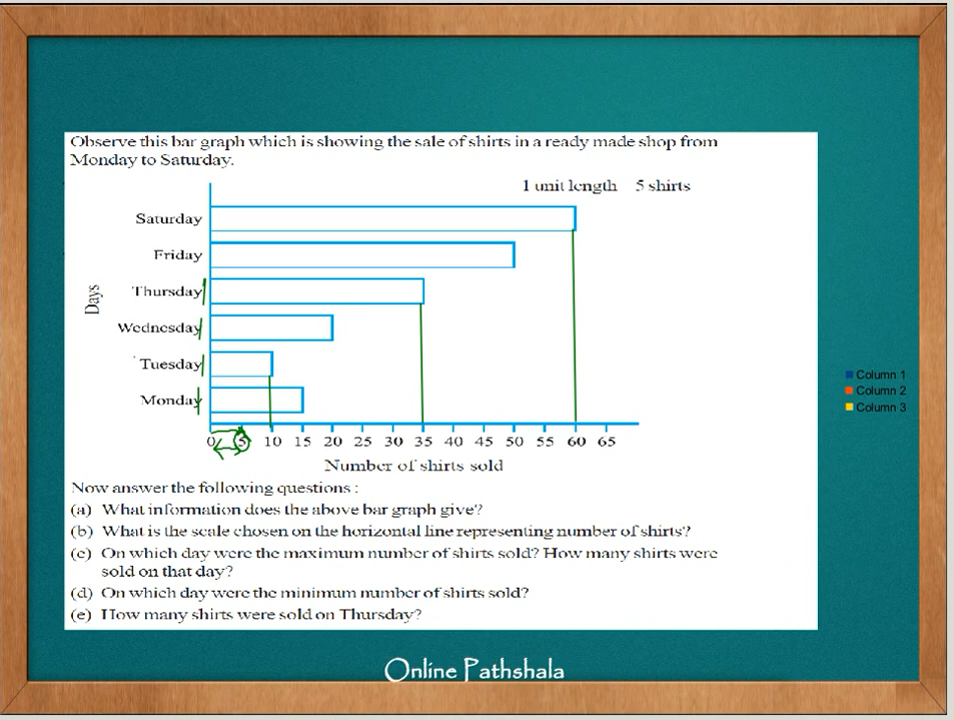 Observe this bar graph which is showing the sale of shirts in a ready made shop from
Monday to Saturday.
1 unit length 5 shirts
Saturday
Friday
Thursday
Wednesday
Tuesday
Monday
Days
0 5 10 15 20 25 30 35 40 45 50 55 60 65
Number of shirts sold
Column 1
Column 2
Column 3
Now answer the following questions :
(a) What information does the above bar graph give?
(b) What is the scale chosen on the horizontal line representing number of shirts?
(c) On which day were the maximum number of shirts sold? How many shirts were
sold on that day?
(d) On which day were the minimum number of shirts sold?
(e) How many shirts were sold on Thursday?
Online Pathshala